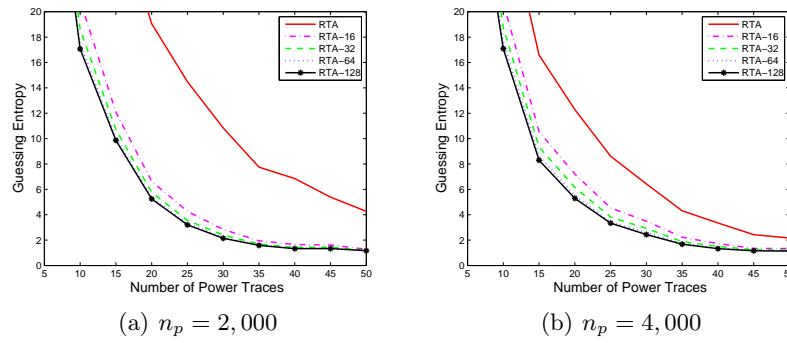 20
18
16
14
12
10
8
6
4
2
0
Guessing Entropy
5 10 15 20 25 30 35 40 45 50
Number of Power Traces
RTA
RTA−16
RTA−32
RTA−64
RTA−128
(a) n_p = 2,000
20
18
16
14
12
10
8
6
4
2
0
Guessing Entropy
5 10 15 20 25 30 35 40 45 50
Number of Power Traces
RTA
RTA−16
RTA−32
RTA−64
RTA−128
(b) n_p = 4,000